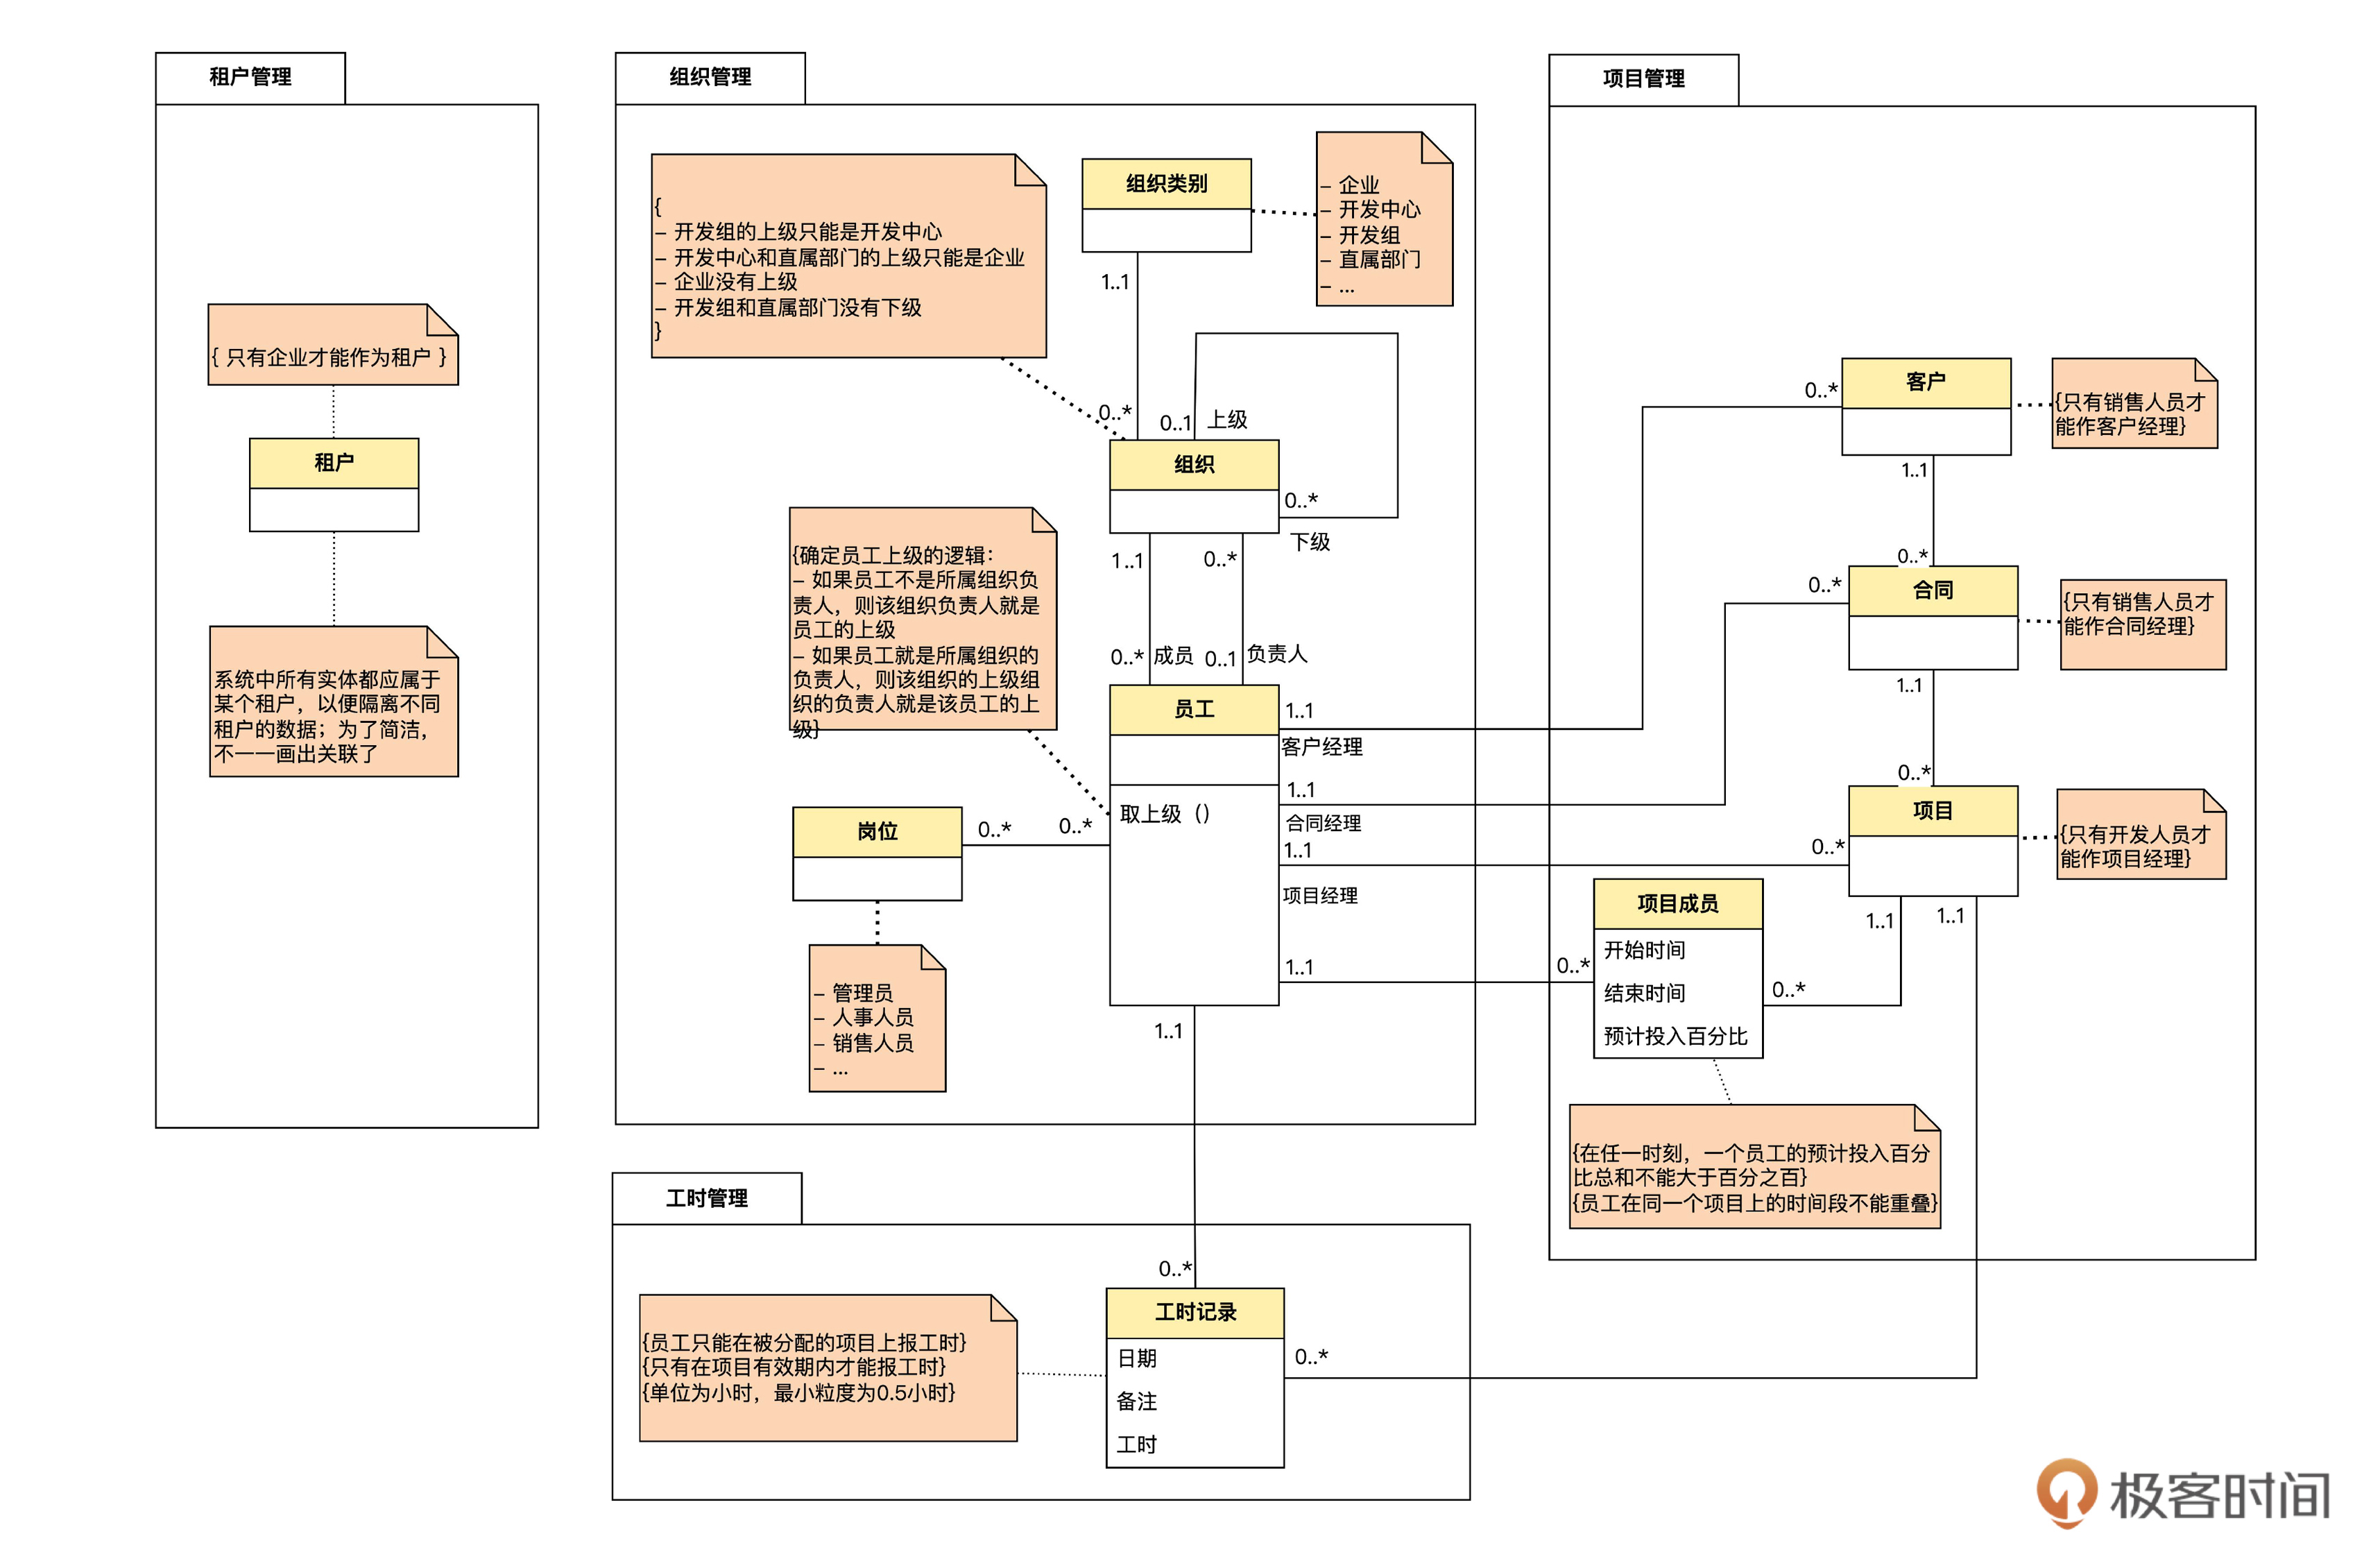 租户管理
{ 只有企业才能作为租户 }
租户
系统中所有实体都应属于
某个租户，以便隔离不同
租户的数据；为了简洁，
不一一画出关联了
组织管理
{
- 开发组的上级只能是开发中心
- 开发中心和直属部门的上级只能是企业
- 企业没有上级
- 开发组和直属部门没有下级
}
组织类别
- 企业
- 开发中心
- 开发组
- 直属部门
- ...
1..1
0..*
0..1
上级
组织
0..*
下级
1..1
0..*
{确定员工上级的逻辑：
- 如果员工不是所属组织负
责人，则该组织负责人就是
员工的上级
- 如果员工就是所属组织的
负责人，则该组织的上级组
织的负责人就是该员工的上
级}
0..*
成员
0..1
负责人
员工
取上级（）
1..1
客户经理
1..1
合同经理
1..1
项目经理
1..1
岗位
0..*
0..*
- 管理员
- 人事人员
- 销售人员
- ...
1..1
项目管理
0..*
客户
{只有销售人员才
能作客户经理}
1..1
0..*
0..*
合同
{只有销售人员才
能作合同经理}
1..1
0..*
项目
{只有开发人员才
能作项目经理}
0..*
1..1
1..1
项目成员
开始时间
结束时间
预计投入百分比
0..*
0..*
{在任一时刻，一个员工的预计投入百分
比总和不能大于百分之百}
{员工在同一个项目上的时间段不能重叠}
工时管理
0..*
工时记录
日期
备注
工时
0..*
{员工只能在被分配的项目上报工时}
{只有在项目有效期内才能报工时}
{单位为小时，最小粒度为0.5小时}
极客时间